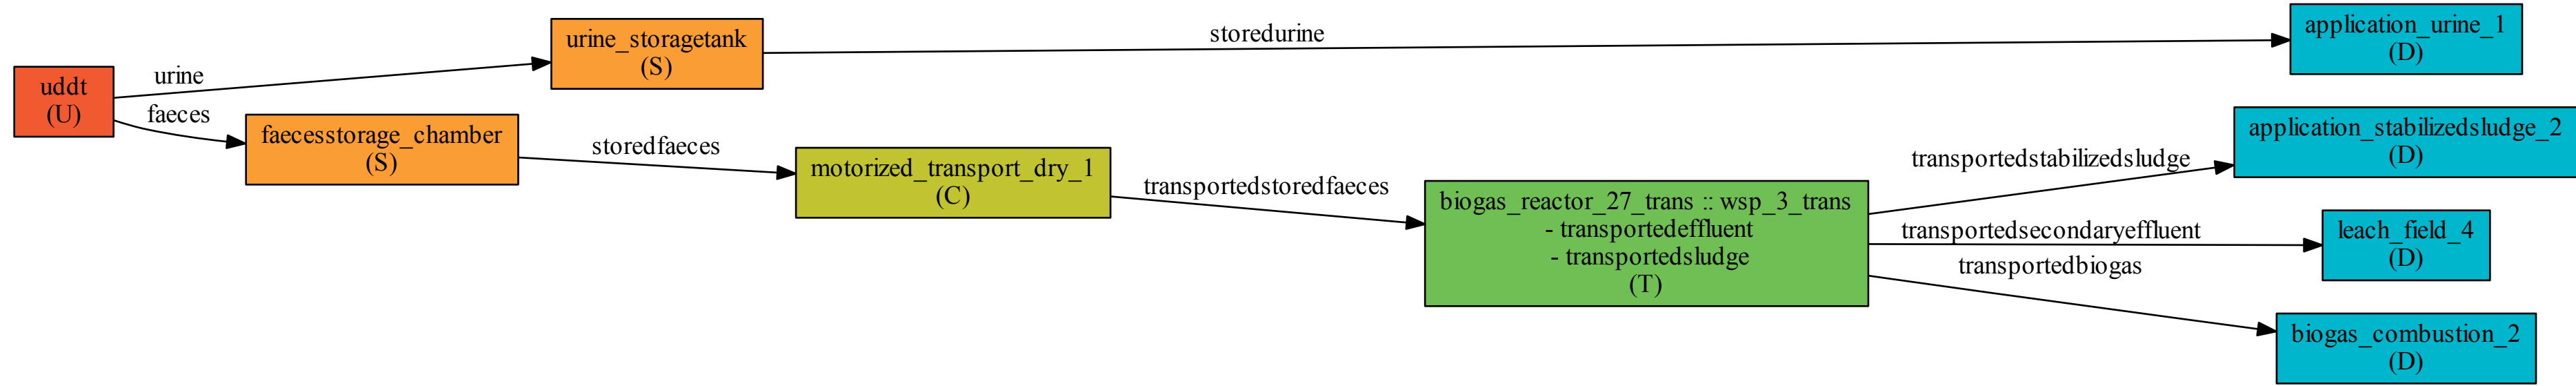 uddt
(U)
urine
faeces
urine_storagetank
(S)
faecesstorage_chamber
(S)
storedurine
storedfaeces
motorized_transport_dry_1
(C)
transportedstoredfaeces
biogas_reactor_27_trans :: wsp_3_trans
- transportedeffluent
- transportedsludge
(T)
transportedstabilizedsludge
transportedsecondaryeffluent
transportedbiogas
application_urine_1
(D)
application_stabilizedsludge_2
(D)
leach_field_4
(D)
biogas_combustion_2
(D)